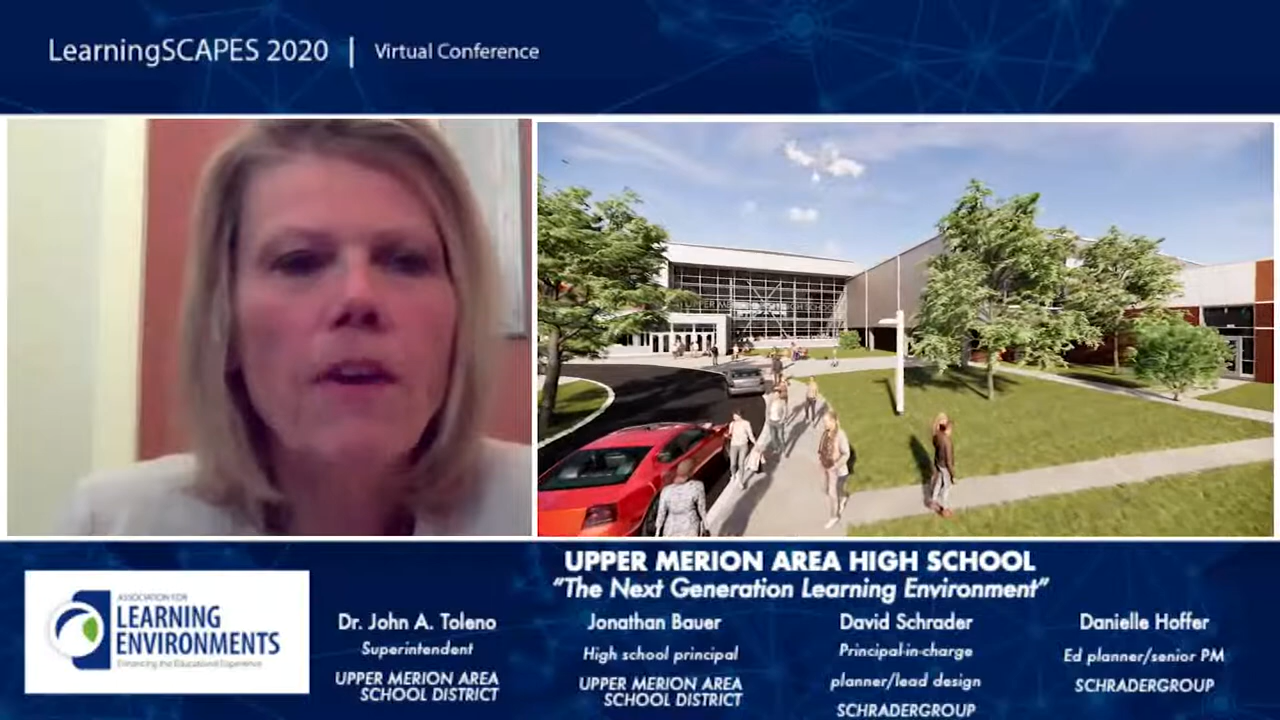 LearningSCAPES 2020 | Virtual Conference
UPPER MERION AREA HIGH SCHOOL
"The Next Generation Learning Environment"
ASSOCIATION FOR
LEARNING
ENVIRONMENTS
Enhancing the Educational Experience
Dr. John A. Toleno
Superintendent
UPPER MERION AREA
SCHOOL DISTRICT
Jonathan Bauer
High school principal
UPPER MERION AREA
SCHOOL DISTRICT
David Schrader
Principal-in-charge
planner/lead design
SCHRADERGROUP
Danielle Hoffer
Ed planner/senior PM
SCHRADERGROUP